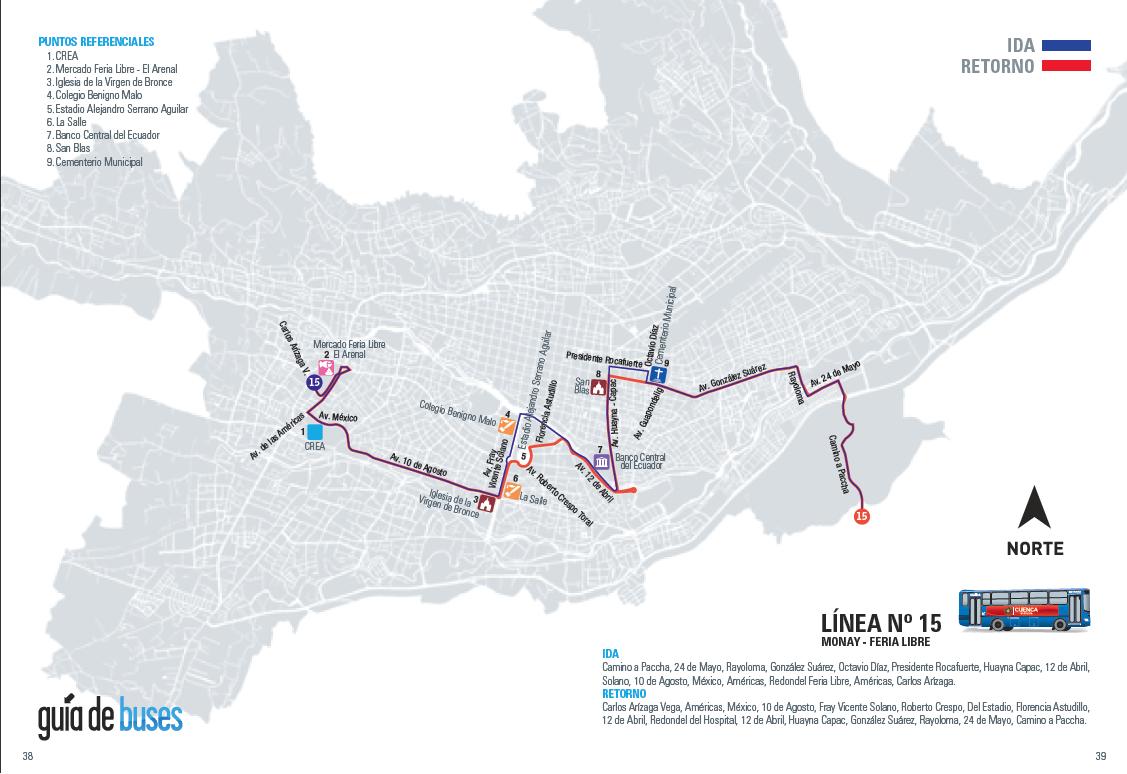 PUNTOS REFERENCIALES
1. CREA
2. Mercado Feria Libre - El Arenal
3. Iglesia de la Virgen de Bronce
4. Colegio Benigno Malo
5. Estadio Alejandro Serrano Aguilar
6. La Salle
7. Banco Central del Ecuador
8. San Blas
9. Cementerio Municipal
IDA
RETORNO
Carlos Arízaga V.
Mercado Feria Libre
2 El Arenal
15
Av. de las Américas
Av. México
1
CREA
Av. 10 de Agosto
Colegio Benigno Malo
4
Av. Fray
Vicente Solano
Estadio Alejandro Serrano Aguilar
5
Florencia Astudillo
Iglesia de la
Virgen de Bronce
3
6
La Salle
Av. Roberto Crespo Toral
Av. 12 de Abril
7
Banco Central
del Ecuador
Presidente Rocafuerte
8
San
Blas
Av. Huayna - Capac
Octavio Díaz
Cementerio Municipal
9
Av. Guapondelig
Av. González Suárez
Rayoloma
Av. 24 de Mayo
Camino a Paccha
15
NORTE
CUENCA
LÍNEA Nº 15
MONAY - FERIA LIBRE
IDA
Camino a Paccha, 24 de Mayo, Rayoloma, González Suárez, Octavio Díaz, Presidente Rocafuerte, Huayna Capac, 12 de Abril,
Solano, 10 de Agosto, México, Américas, Redondel Feria Libre, Américas, Carlos Arízaga.
RETORNO
Carlos Arízaga Vega, Américas, México, 10 de Agosto, Fray Vicente Solano, Roberto Crespo, Del Estadio, Florencia Astudillo,
12 de Abril, Redondel del Hospital, 12 de Abril, Huayna Capac, González Suárez, Rayoloma, 24 de Mayo, Camino a Paccha.
guía de buses
38
39